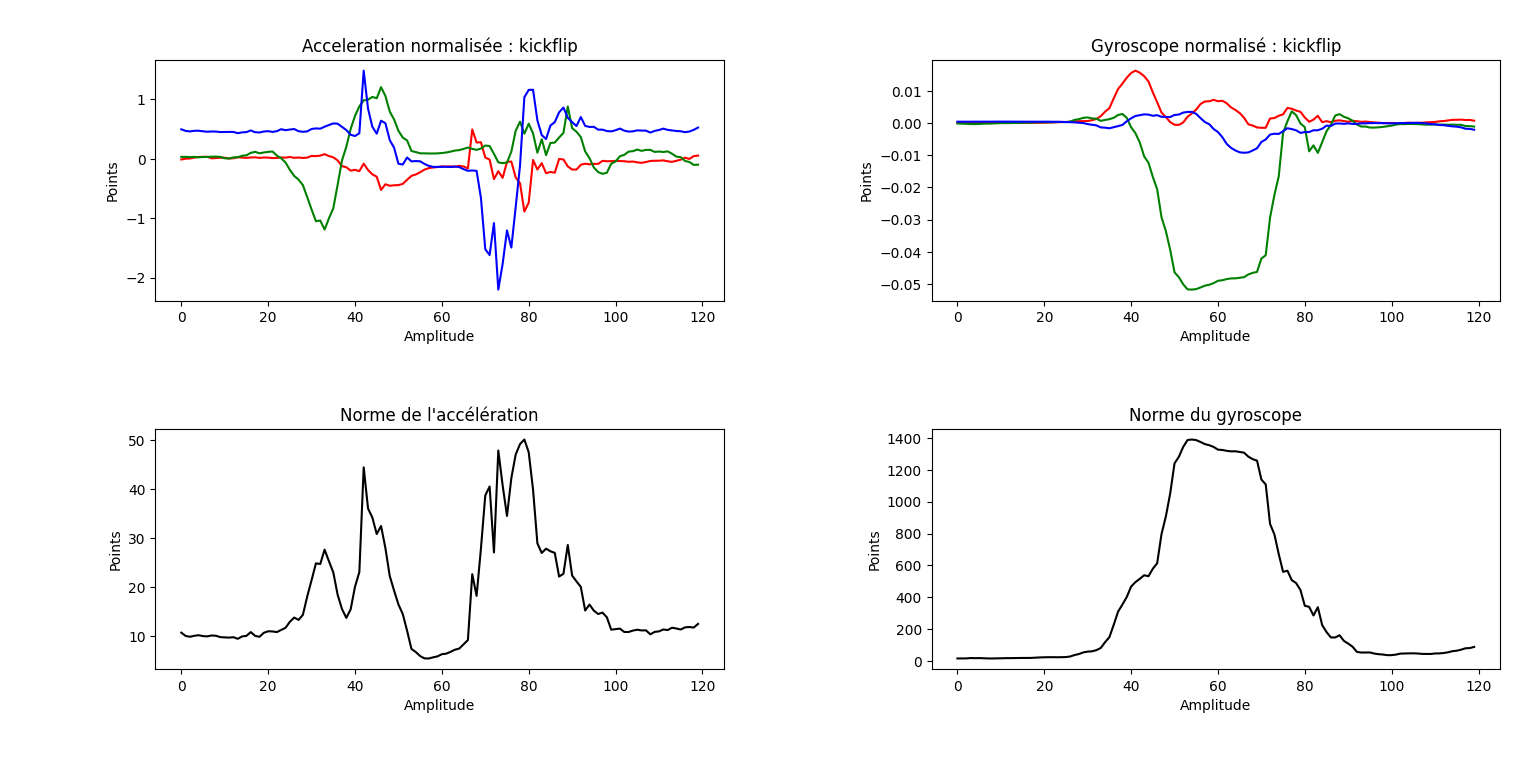 Acceleration normalisée : kickflip
Points
1
0
−1
−2
0 20 40 60 80 100 120
Amplitude
Gyroscope normalisé : kickflip
Points
0.01
0.00
−0.01
−0.02
−0.03
−0.04
−0.05
0 20 40 60 80 100 120
Amplitude
Norme de l'accélération
Points
50
40
30
20
10
0 20 40 60 80 100 120
Amplitude
Norme du gyroscope
Points
1400
1200
1000
800
600
400
200
0
0 20 40 60 80 100 120
Amplitude